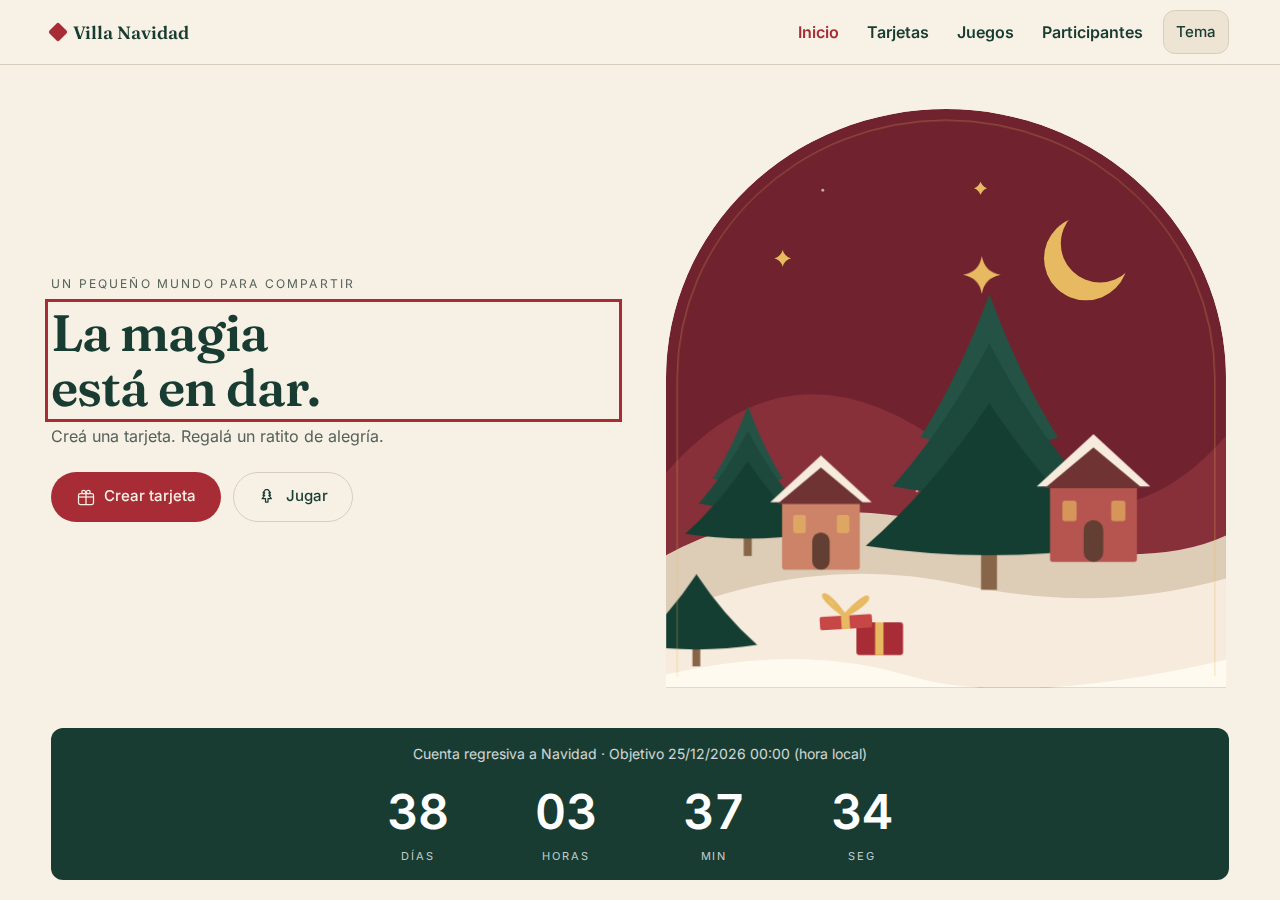 Villa Navidad
Inicio Tarjetas Juegos Participantes Tema
UN PEQUEÑO MUNDO PARA COMPARTIR
La magia
está en dar.
Creá una tarjeta. Regalá un ratito de alegría.
Crear tarjeta Jugar
Cuenta regresiva a Navidad · Objetivo 25/12/2026 00:00 (hora local)
38 03 37 34
DÍAS HORAS MIN SEG